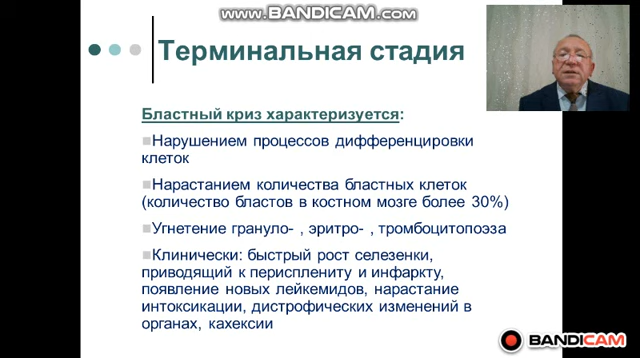 www.BANDICAM.com
Терминальная стадия
Бластный криз характеризуется:
Нарушением процессов дифференцировки
клеток
Нарастанием количества бластных клеток
(количество бластов в костном мозге более 30%)
Угнетение грануло- , эритро- , тромбоцитопоэза
Клинически: быстрый рост селезенки,
приводящий к периспл­ениту и инфаркту,
появление новых лейкемидов, нарастание
интоксикации, дистрофических изменений в
органах, кахексии
BANDICAM